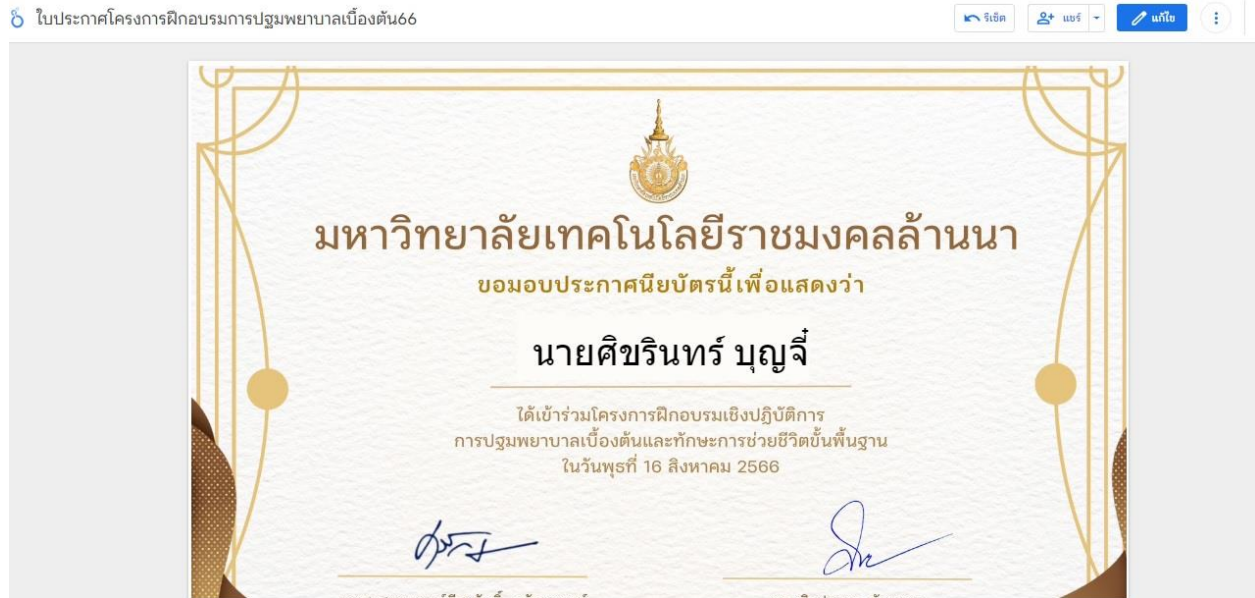 ใบประกาศโครงการฝึกอบรมการปฐมพยาบาลเบื้องต้น66
รีเซ็ต
แชร์
แก้ไข
มหาวิทยาลัยเทคโนโลยีราชมงคลล้านนา
ขอมอบประกาศนียบัตรนี้เพื่อแสดงว่า
นายศิขรินทร์ บุญจี๋
ได้เข้าร่วมโครงการฝึกอบรมเชิงปฏิบัติการ
การปฐมพยาบาลเบื้องต้นและทักษะการช่วยชีวิตขั้นพื้นฐาน
ในวันพุธที่ 16 สิงหาคม 2566